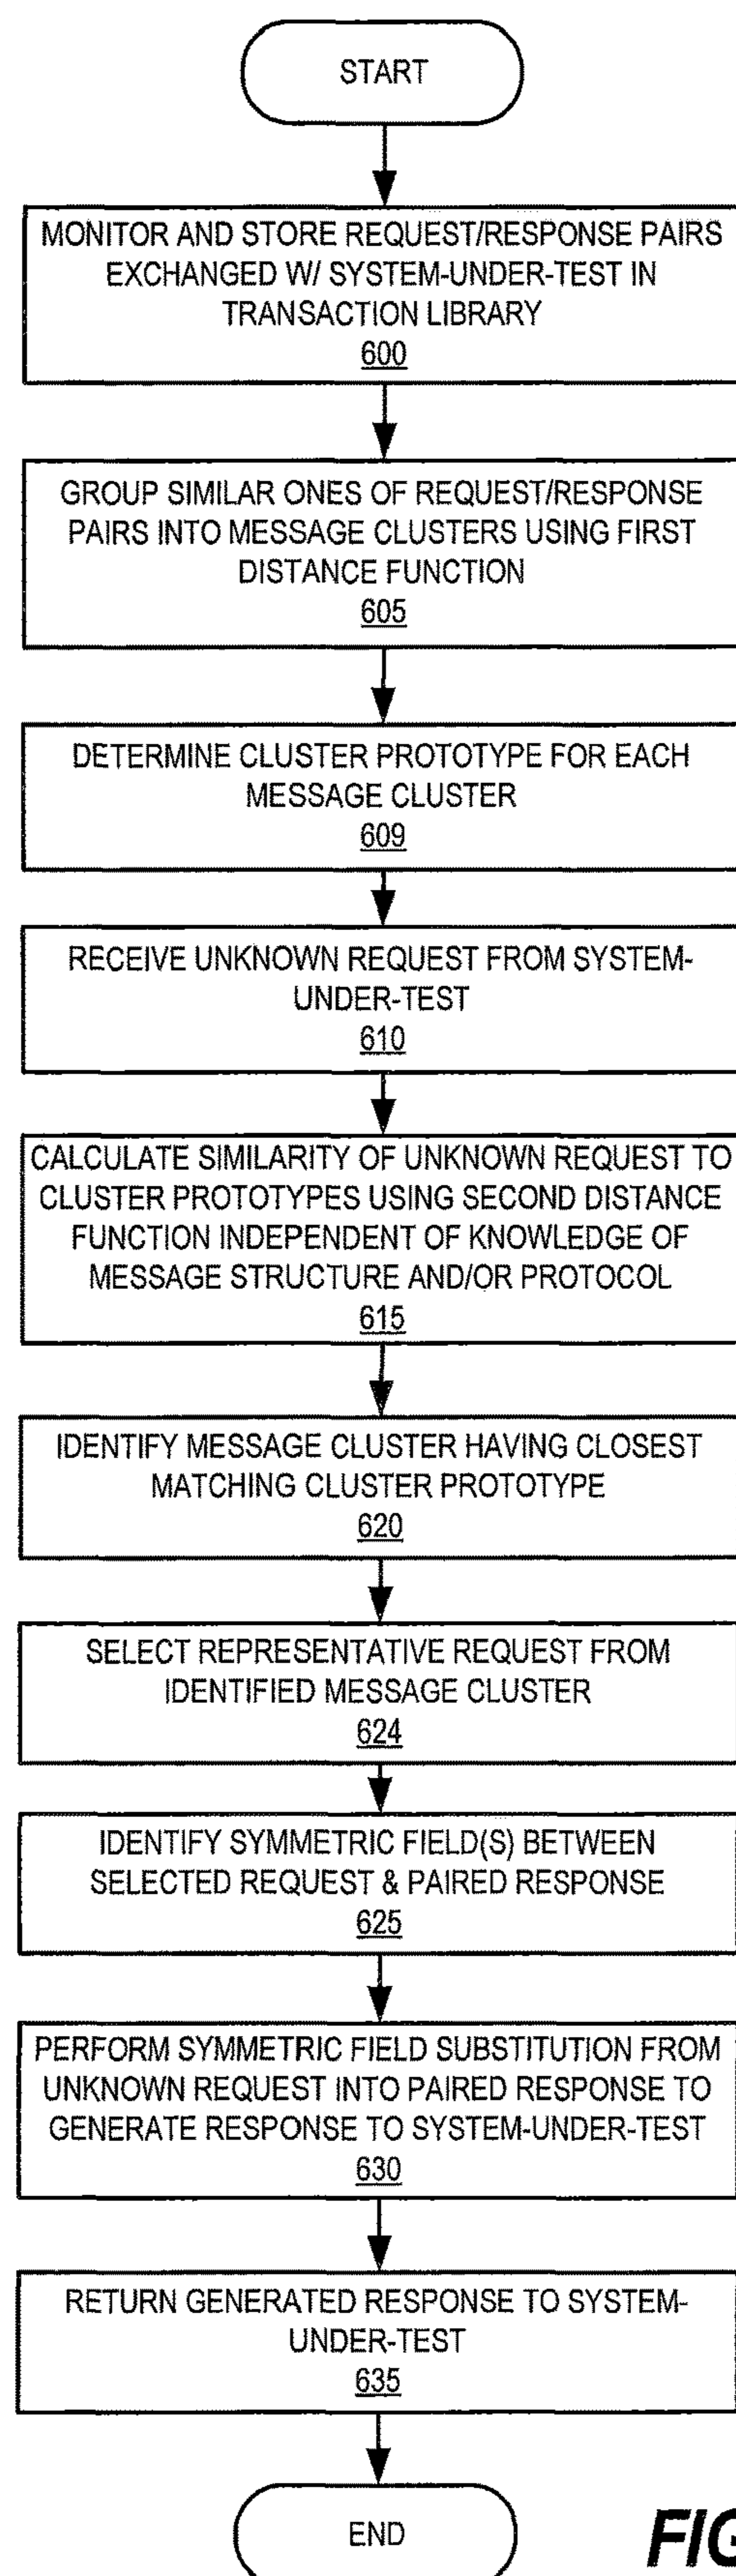 START
MONITOR AND STORE REQUEST/RESPONSE PAIRS
EXCHANGED W/ SYSTEM-UNDER-TEST IN
TRANSACTION LIBRARY
600
GROUP SIMILAR ONES OF REQUEST/RESPONSE
PAIRS INTO MESSAGE CLUSTERS USING FIRST
DISTANCE FUNCTION
605
DETERMINE CLUSTER PROTOTYPE FOR EACH
MESSAGE CLUSTER
609
RECEIVE UNKNOWN REQUEST FROM SYSTEM-
UNDER-TEST
610
CALCULATE SIMILARITY OF UNKNOWN REQUEST TO
CLUSTER PROTOTYPES USING SECOND DISTANCE
FUNCTION INDEPENDENT OF KNOWLEDGE OF
MESSAGE STRUCTURE AND/OR PROTOCOL
615
IDENTIFY MESSAGE CLUSTER HAVING CLOSEST
MATCHING CLUSTER PROTOTYPE
620
SELECT REPRESENTATIVE REQUEST FROM
IDENTIFIED MESSAGE CLUSTER
624
IDENTIFY SYMMETRIC FIELD(S) BETWEEN
SELECTED REQUEST & PAIRED RESPONSE
625
PERFORM SYMMETRIC FIELD SUBSTITUTION FROM
UNKNOWN REQUEST INTO PAIRED RESPONSE TO
GENERATE RESPONSE TO SYSTEM-UNDER-TEST
630
RETURN GENERATED RESPONSE TO SYSTEM-
UNDER-TEST
635
END